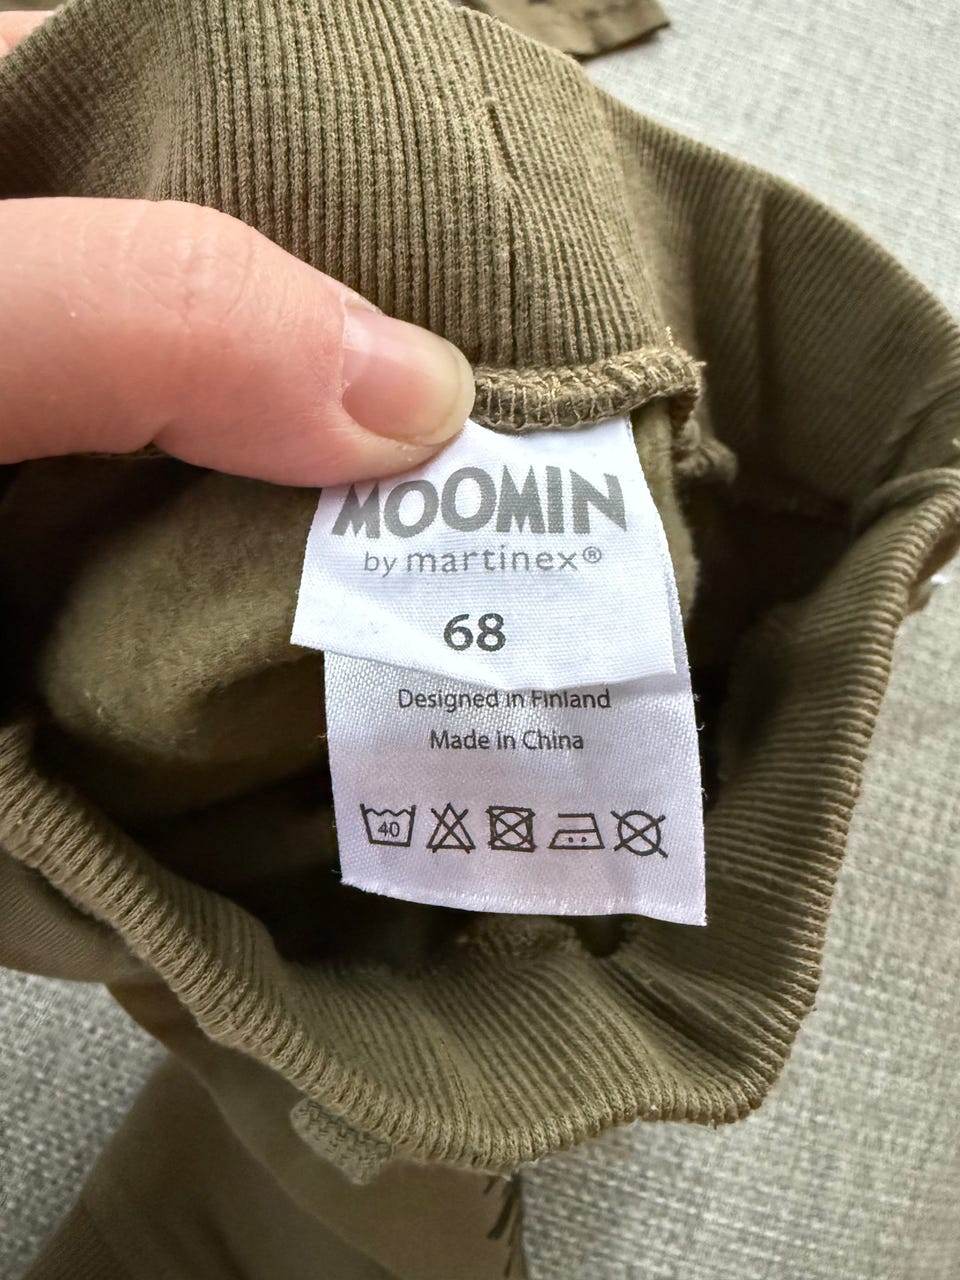 MOOMIN
by martinex®
68
Designed in Finland
Made in China
40